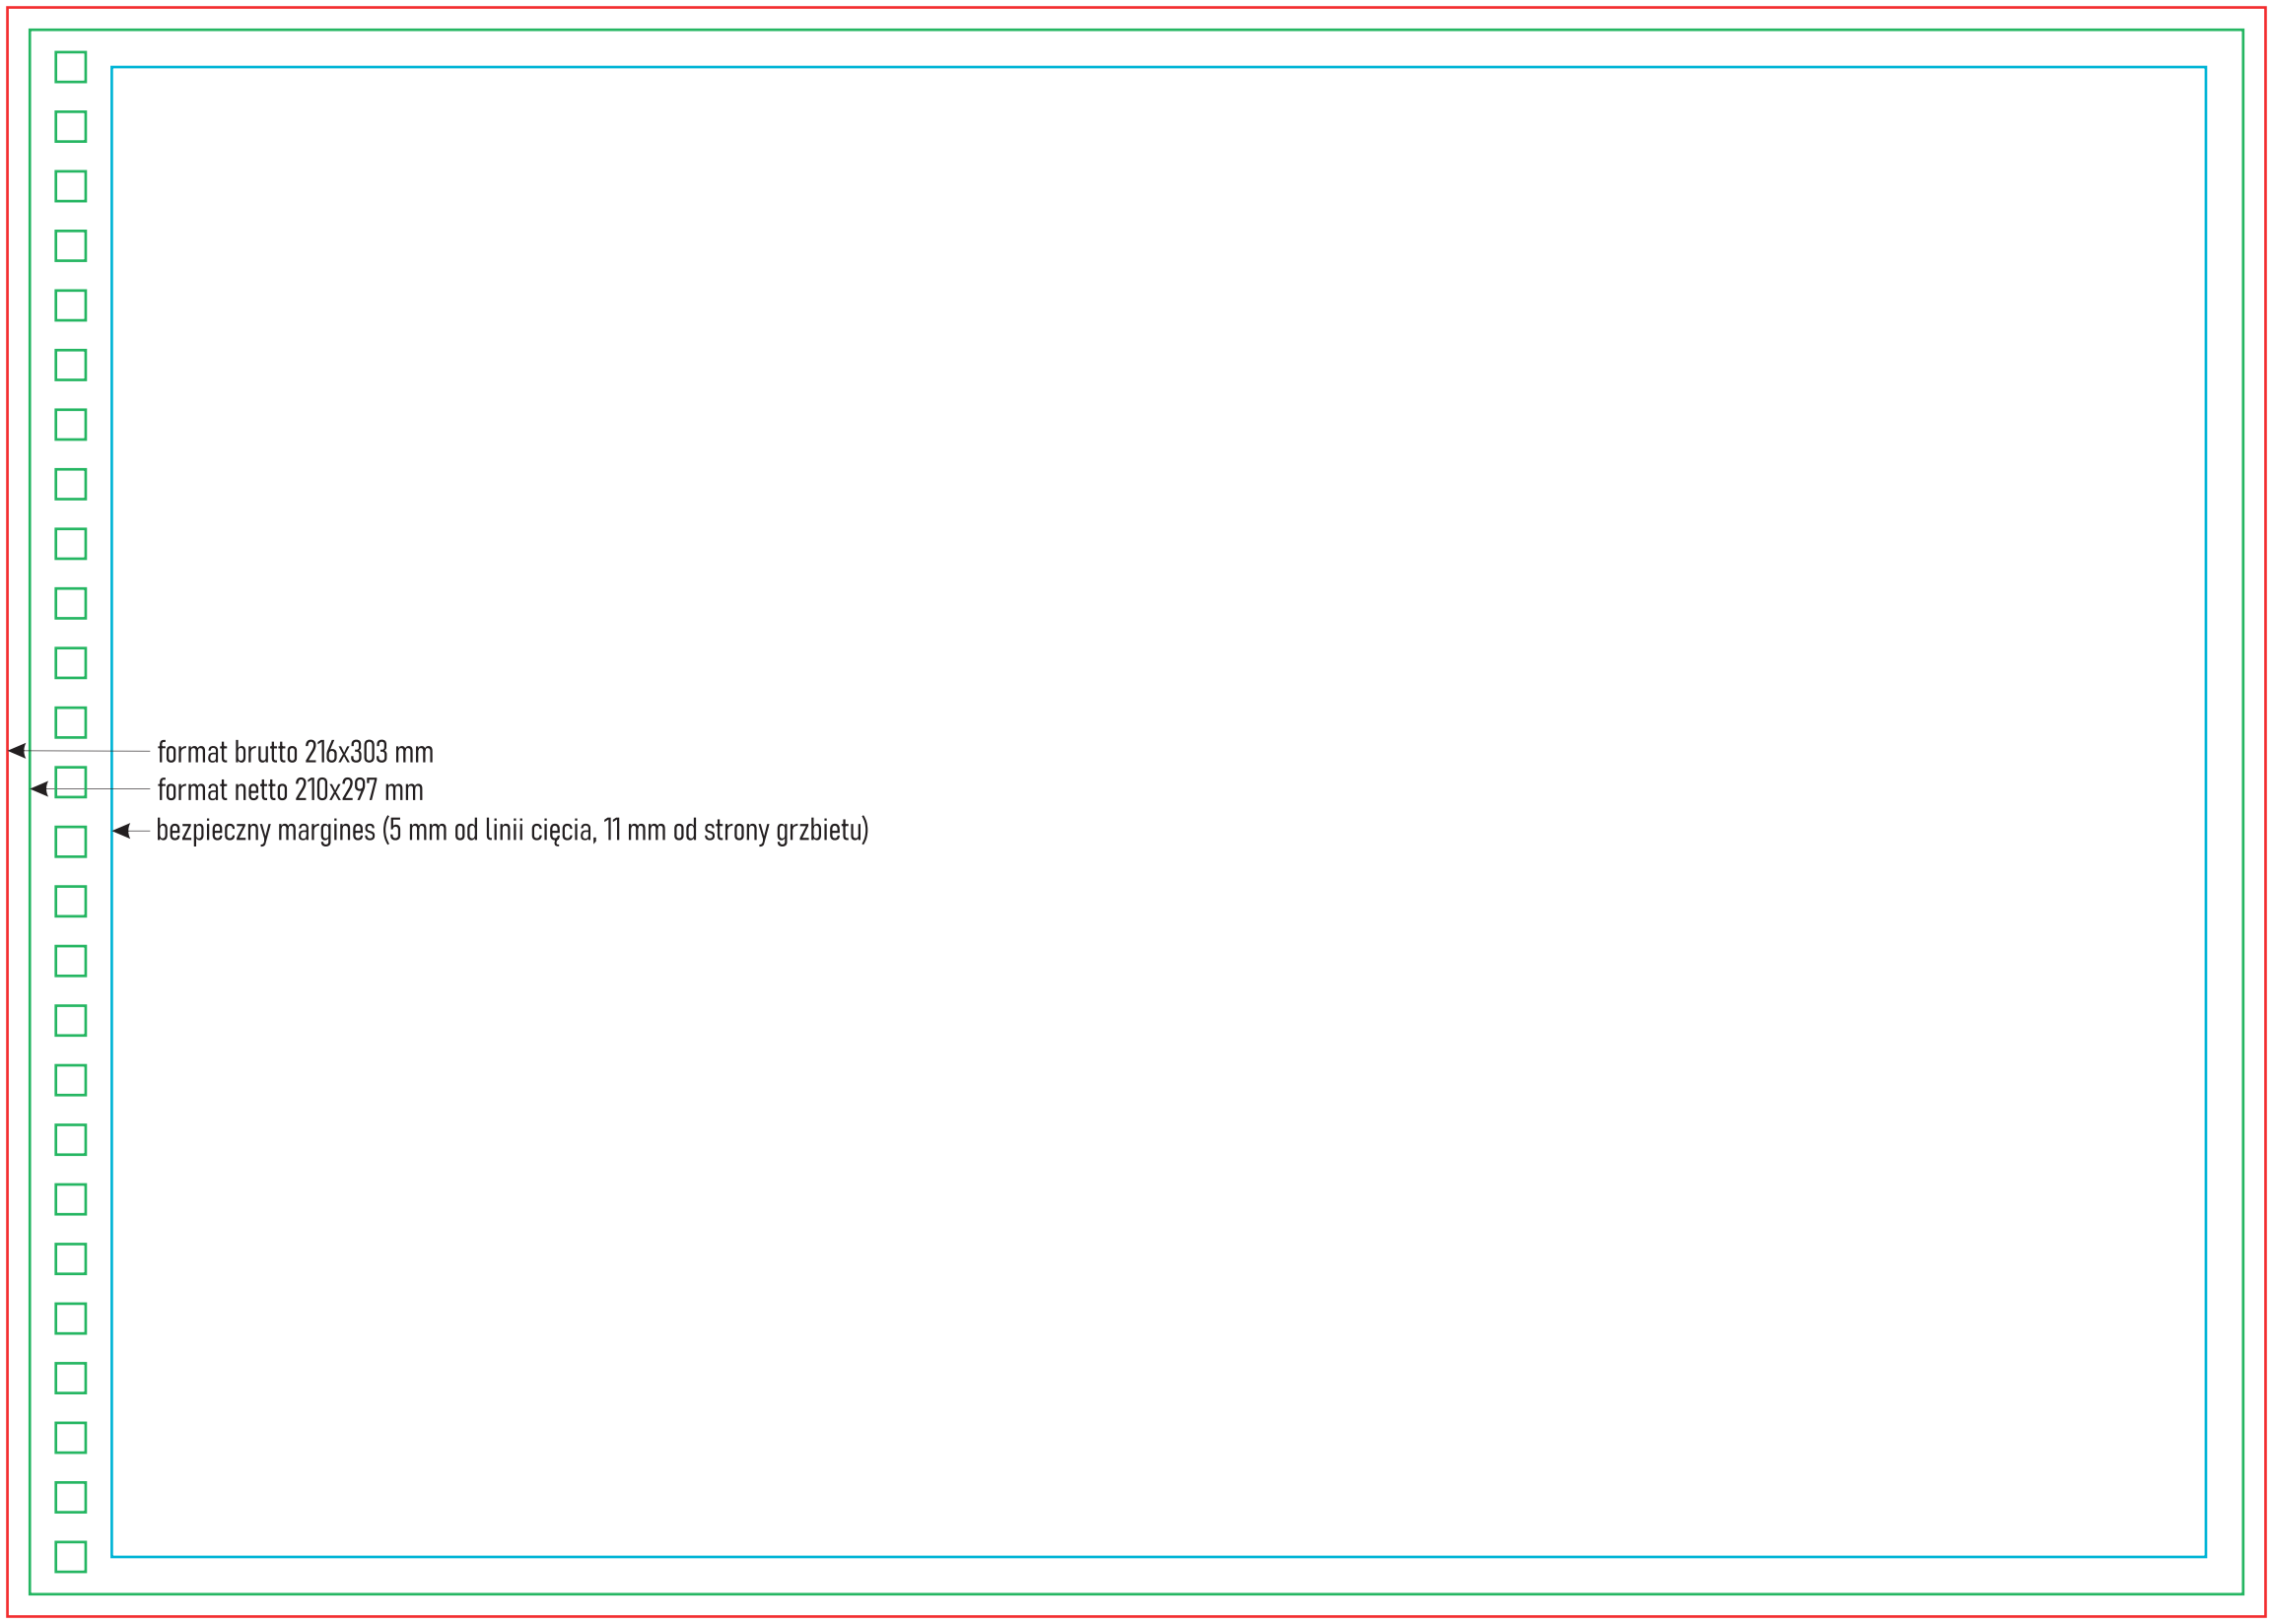 format brutto 216x303 mm
format netto 210x297 mm
bezpieczny margines (5 mm od linii cięcia, 11 mm od strony grzbietu)